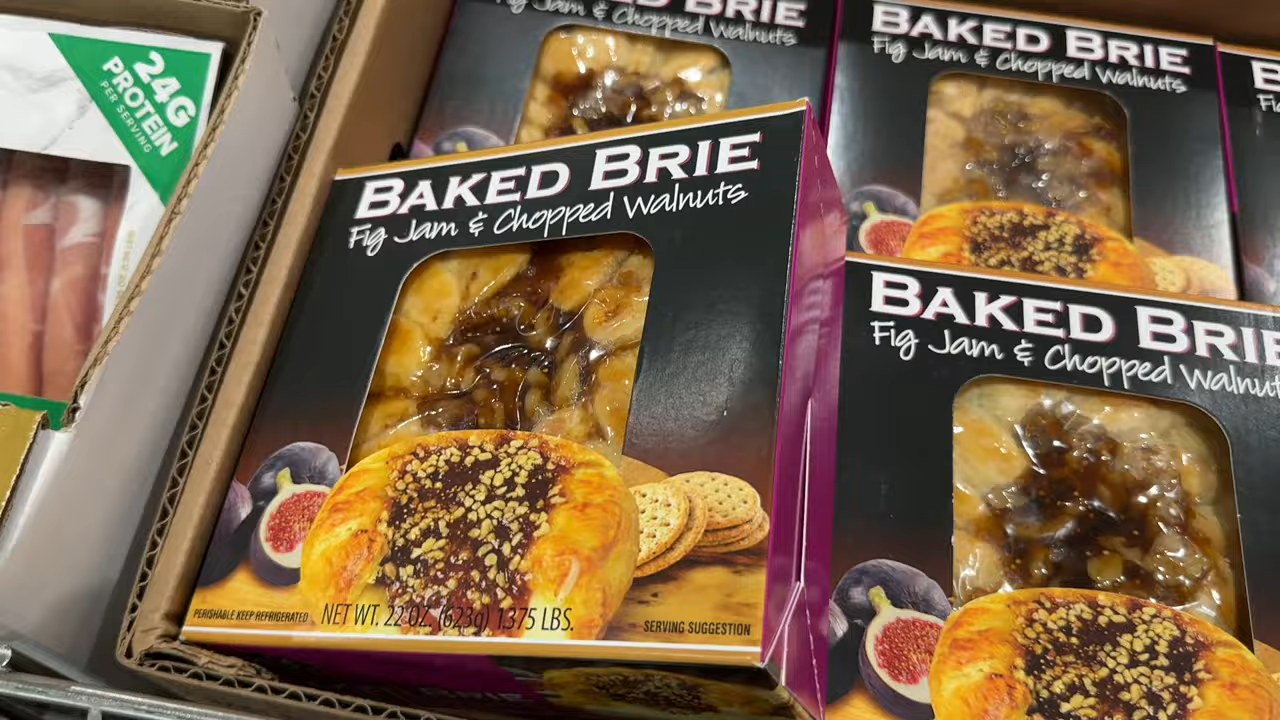 24G
PROTEIN
PER SERVING
BAKED BRIE
Fig Jam & Chopped Walnuts
PERISHABLE KEEP REFRIGERATED
NET WT. 22 OZ. (623g) 1.375 LBS.
SERVING SUGGESTION
BAKED BRIE
Fig Jam & Chopped Walnuts
BAKED BRIE
Fig Jam & Chopped Walnuts
BAKED BRIE
Fig Jam & Chopped Walnut